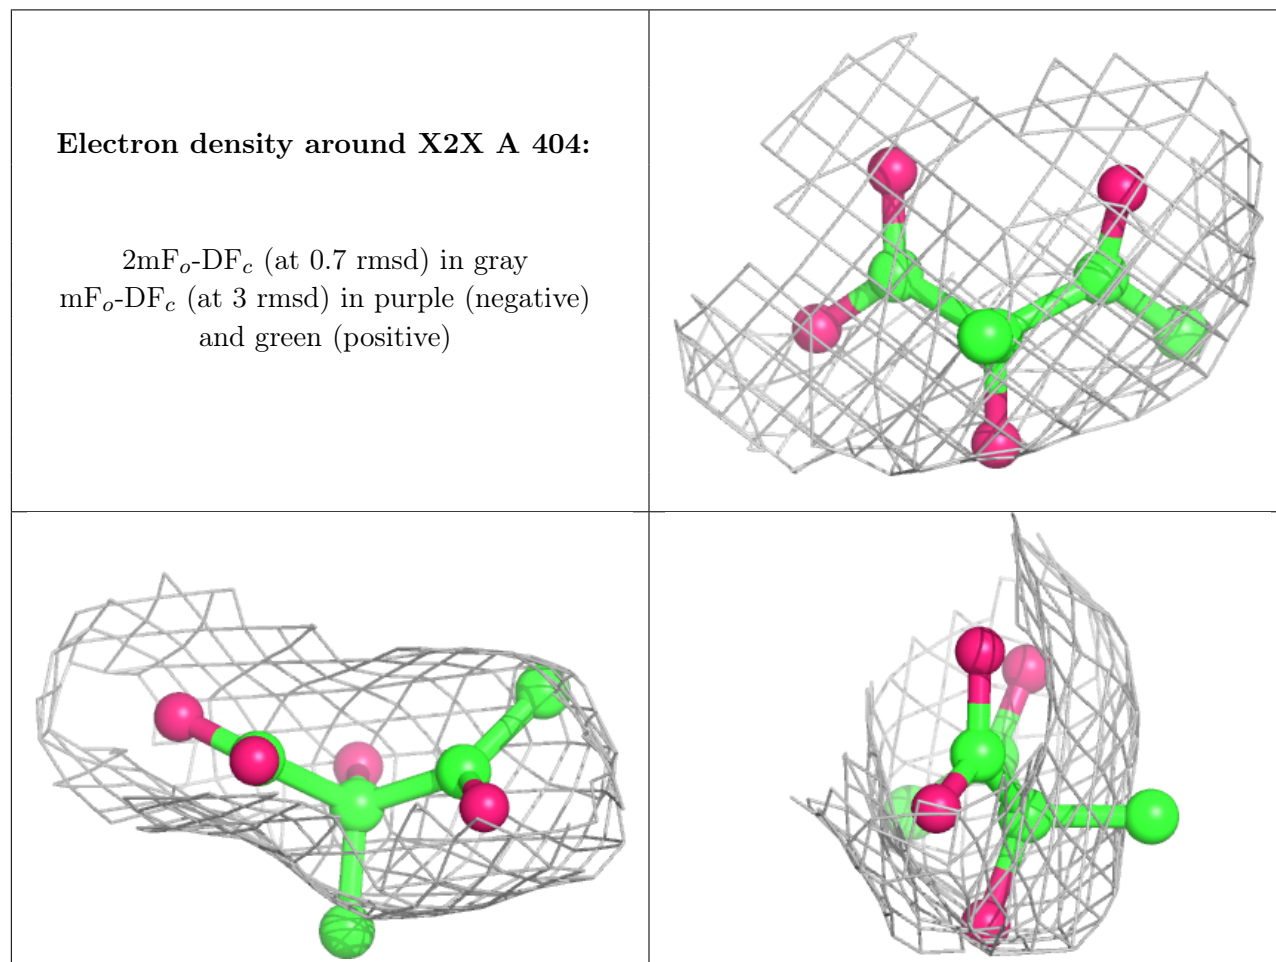 Electron density around X2X A 404:
2mFo-DFc (at 0.7 rmsd) in gray
mFo-DFc (at 3 rmsd) in purple (negative)
and green (positive)